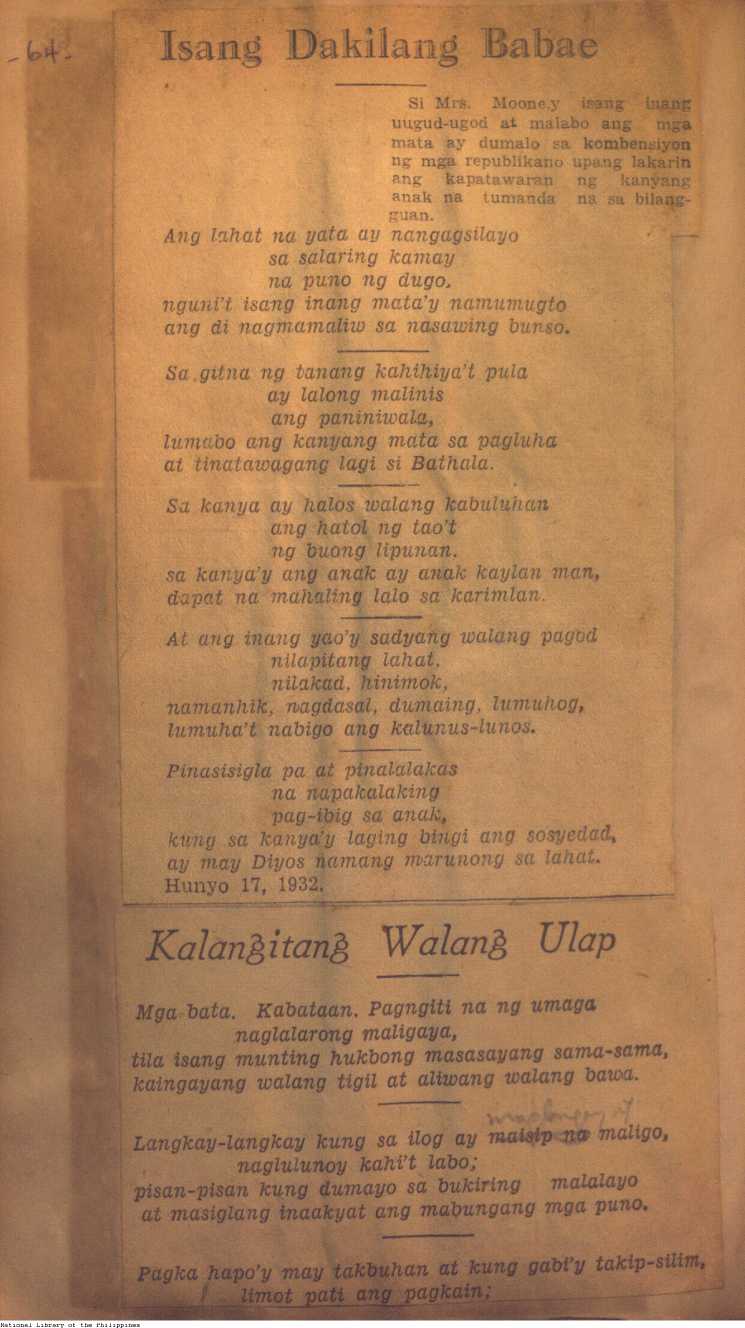 - 64 -
Isang Dakilang Babae
Si Mrs. Mooney isang inang
uugud-ugod at malabo ang mga
mata ay dumalo sa kombensiyon
ng mga republikano upang lakarin
ang kapatawaran ng kanyang
anak na tumanda na sa bilang-
guan.
Ang lahat na yata ay nangagsilayo
sa salaring kamay
na puno ng dugo,
nguni't isang inang mata'y namumugto
ang di nagmamaliw sa nasawing bunso.
Sa gitna ng tanang kahihiya't pula
ay lalong malinis
ang paniniwala,
lumabo ang kanyang mata sa pagluha
at tinatawagang lagi si Bathala.
Sa kanya ay halos walang kabuluhan
ang hatol ng tao't
ng buong lipunan.
sa kanya'y ang anak ay anak kaylan man,
dapat na mahaling lalo sa karimlan.
At ang inang yao'y sadyang walang pagod
nilapitang lahat,
nilakad, hinimok,
namanhik, nagdasal, dumaing, lumuhog,
lumuha't nabigo ang kalunus-lunos.
Pinasisigla pa at pinalalakas
na napakalaking
pag-ibig sa anak,
kung sa kanya'y laging bingi ang sosyedad,
ay may Diyos namang marunong sa lahat.
Hunyo 17, 1932.
Kalang̃itang̃ Walang̃ Ulap
Mga bata. Kabataan. Pagngiti na ng umaga
naglalarong maligaya,
tila isang munting hukbong masasayang sama-sama,
kaingayang walang tigil at aliwang walang bawa.
Langkay-langkay kung sa ilog ay maisip na maligo,
naglulunoy kahi't labo;
pisan-pisan kung dumayo sa bukiring malalayo
at masiglang inaakyat ang mabungang mga puno.
Pagka hapo'y may takbuhan at kung gabi'y takip-silim,
limot pati ang pagkain;
National Library of the Philippines